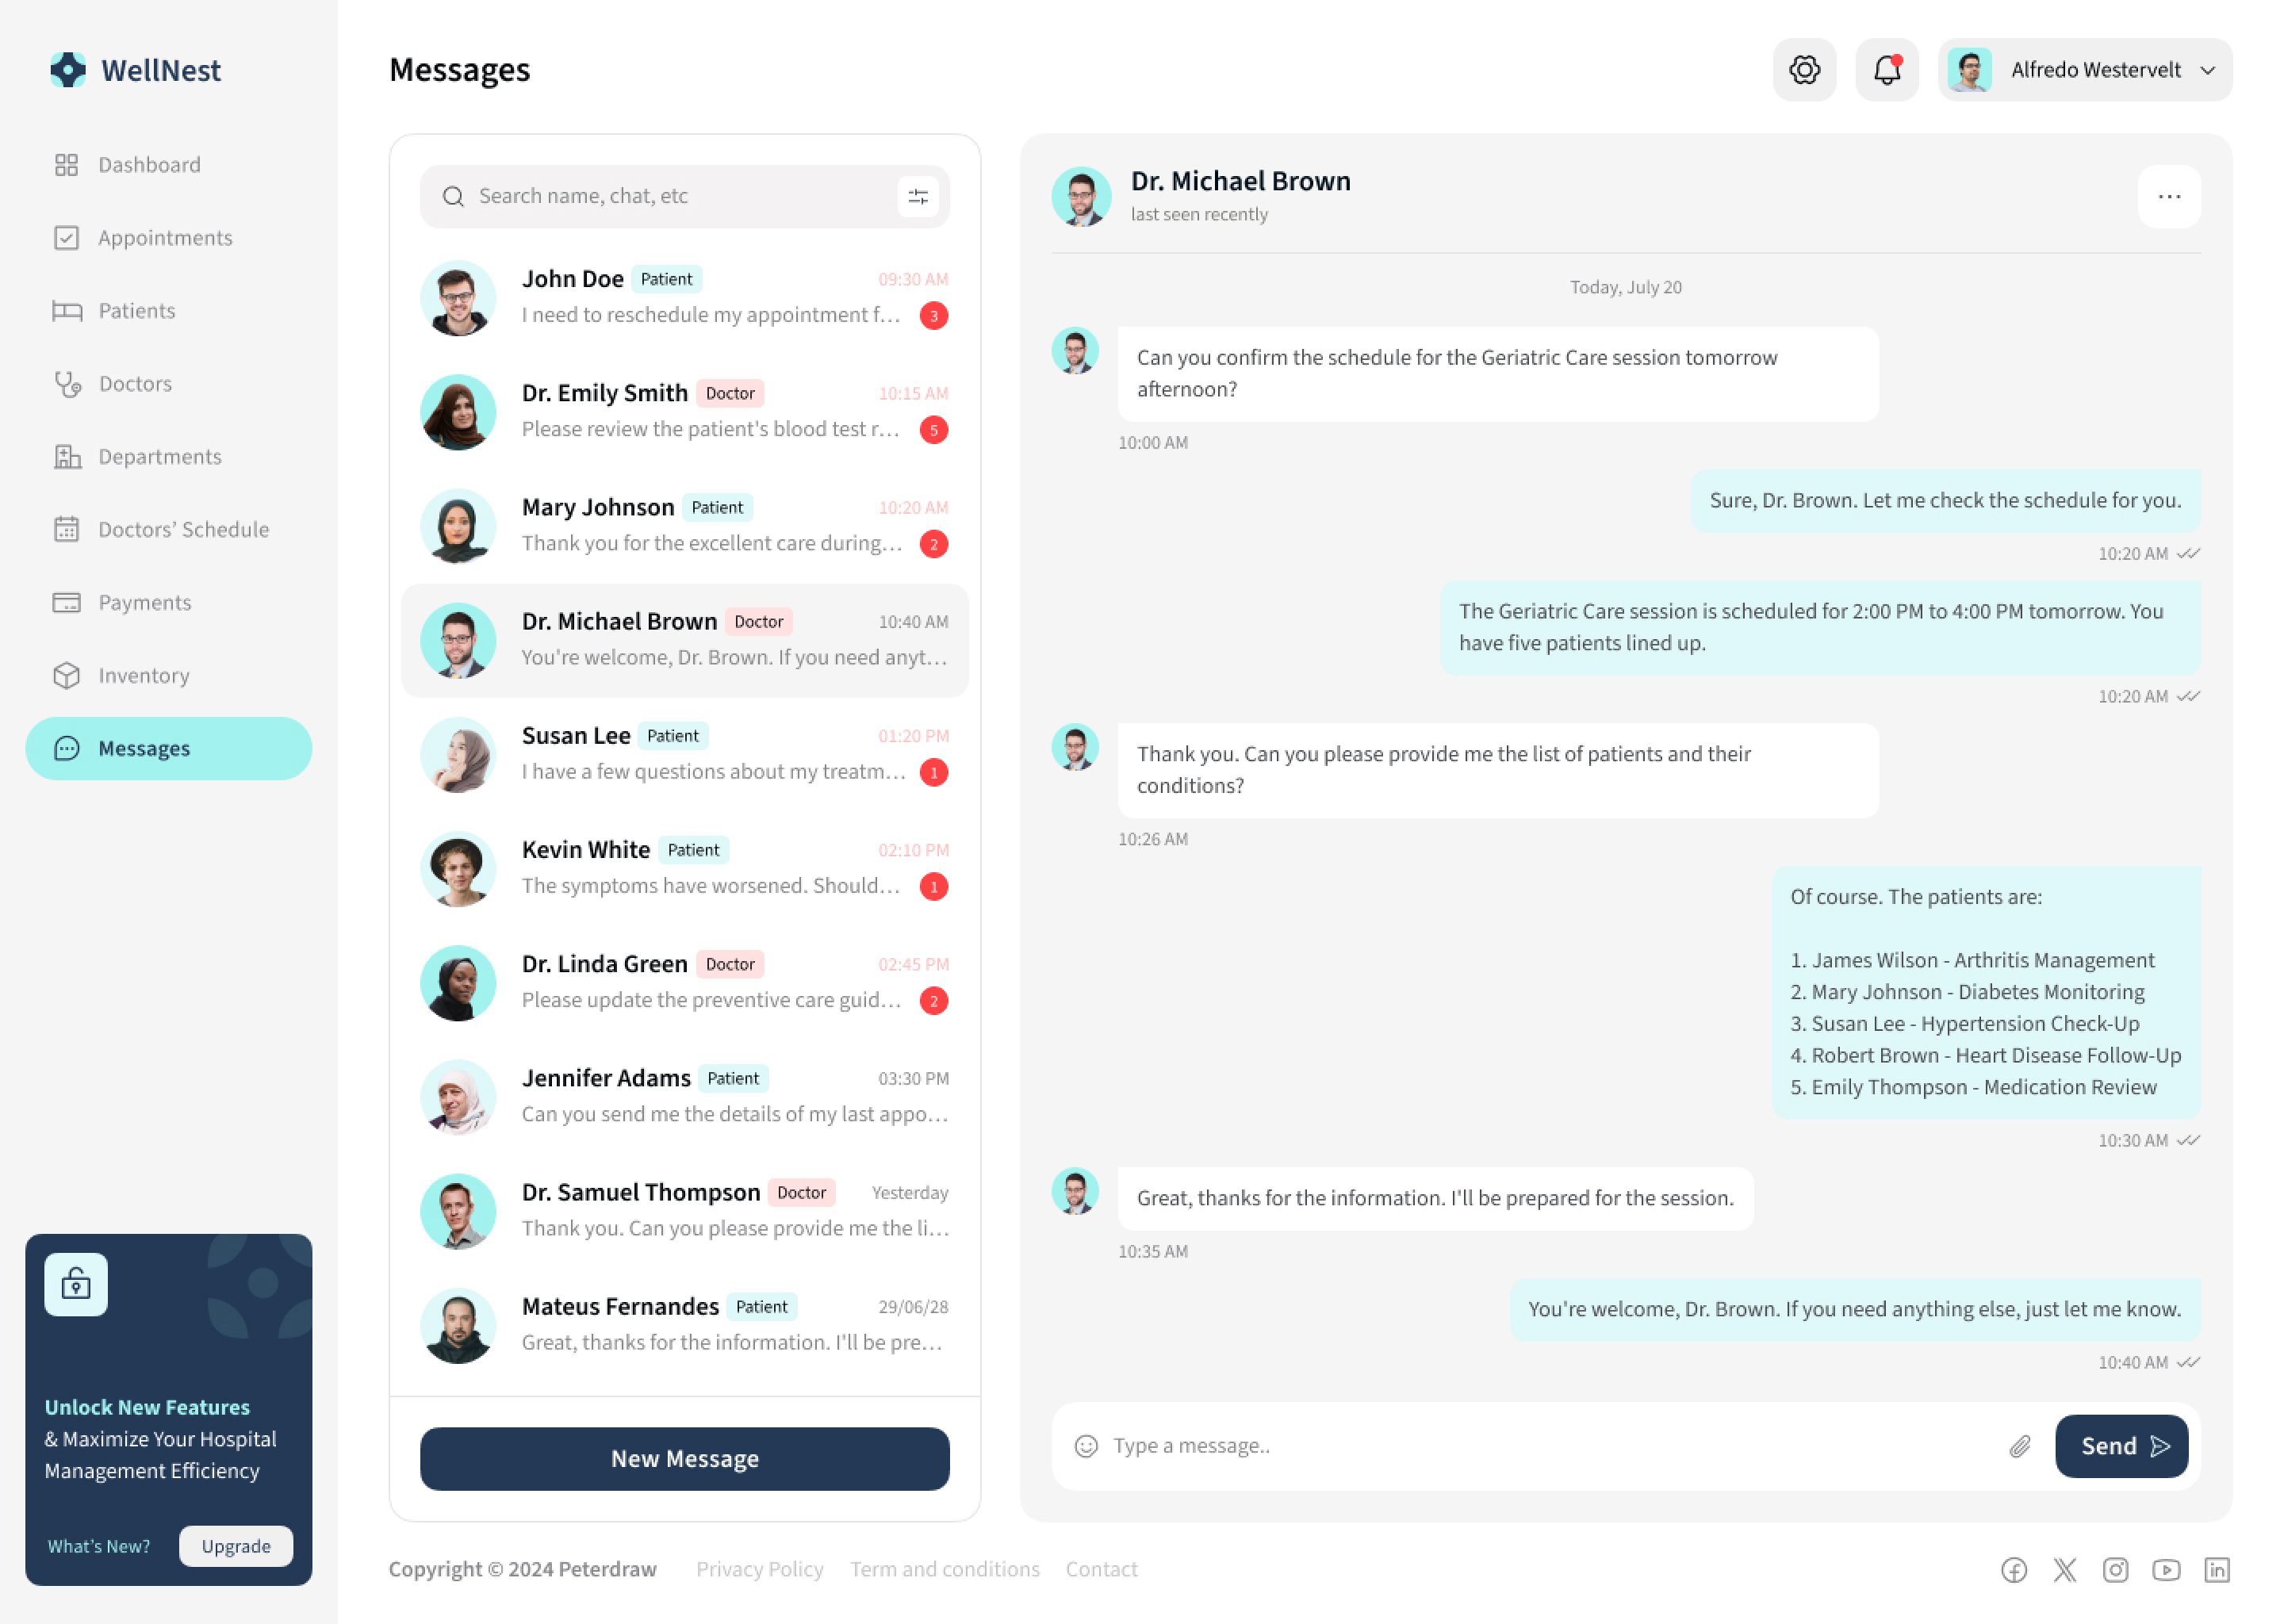 WellNest
Dashboard
Appointments
Patients
Doctors
Departments
Doctors’ Schedule
Payments
Inventory
Messages
Unlock New Features
& Maximize Your Hospital
Management Efficiency
What’s New?
Upgrade
Messages
Alfredo Westervelt
Search name, chat, etc
John Doe Patient 09:30 AM
I need to reschedule my appointment f... 3
Dr. Emily Smith Doctor 10:15 AM
Please review the patient's blood test r... 5
Mary Johnson Patient 10:20 AM
Thank you for the excellent care during... 2
Dr. Michael Brown Doctor 10:40 AM
You're welcome, Dr. Brown. If you need anyt...
Susan Lee Patient 01:20 PM
I have a few questions about my treatm... 1
Kevin White Patient 02:10 PM
The symptoms have worsened. Should... 1
Dr. Linda Green Doctor 02:45 PM
Please update the preventive care guid... 2
Jennifer Adams Patient 03:30 PM
Can you send me the details of my last appo...
Dr. Samuel Thompson Doctor Yesterday
Thank you. Can you please provide me the li...
Mateus Fernandes Patient 29/06/28
Great, thanks for the information. I'll be pre...
New Message
Dr. Michael Brown
last seen recently
Today, July 20
Can you confirm the schedule for the Geriatric Care session tomorrow
afternoon?
10:00 AM
Sure, Dr. Brown. Let me check the schedule for you.
10:20 AM
The Geriatric Care session is scheduled for 2:00 PM to 4:00 PM tomorrow. You
have five patients lined up.
10:20 AM
Thank you. Can you please provide me the list of patients and their
conditions?
10:26 AM
Of course. The patients are:
1. James Wilson - Arthritis Management
2. Mary Johnson - Diabetes Monitoring
3. Susan Lee - Hypertension Check-Up
4. Robert Brown - Heart Disease Follow-Up
5. Emily Thompson - Medication Review
10:30 AM
Great, thanks for the information. I'll be prepared for the session.
10:35 AM
You're welcome, Dr. Brown. If you need anything else, just let me know.
10:40 AM
Type a message..
Send
Copyright © 2024 Peterdraw
Privacy Policy
Term and conditions
Contact